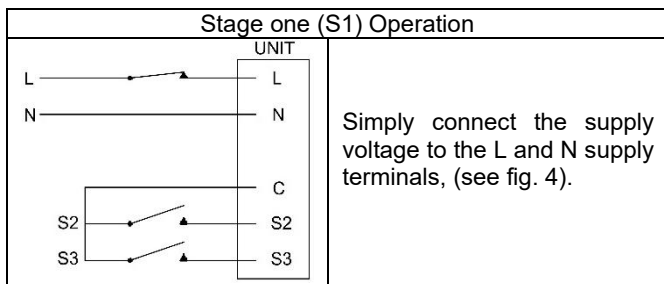 Stage one (S1) Operation
UNIT
L L
N N
C
S2 S2
S3 S3
Simply connect the supply
voltage to the L and N supply
terminals, (see fig. 4).